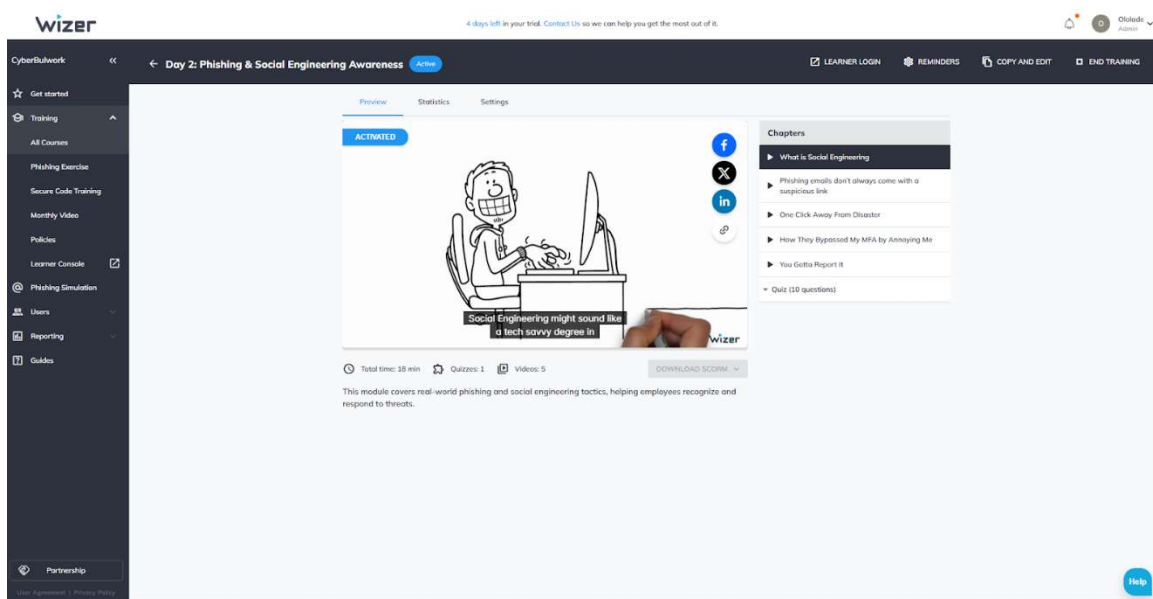 wizer
4 days left in your trial. Contact Us so we can help you get the most out of it.
O
Ololade
Admin
CyberBulwork
Day 2: Phishing & Social Engineering Awareness
Active
LEARNER LOGIN
REMINDERS
COPY AND EDIT
END TRAINING
Get started
Training
All Courses
Phishing Exercise
Secure Code Training
Monthly Video
Policies
Learner Console
Phishing Simulation
Users
Reporting
Guides
Partnership
User Agreement | Privacy Policy
Preview
Statistics
Settings
ACTIVATED
Social Engineering might sound like
a tech savvy degree in
wizer
Total time: 18 min
Quizzes: 1
Videos: 5
DOWNLOAD SCORM
This module covers real-world phishing and social engineering tactics, helping employees recognize and
respond to threats.
Chapters
What is Social Engineering
Phishing emails don't always come with a
suspicious link
One Click Away From Disaster
How They Bypassed My MFA by Annoying Me
You Gotta Report It
Quiz (10 questions)
Help